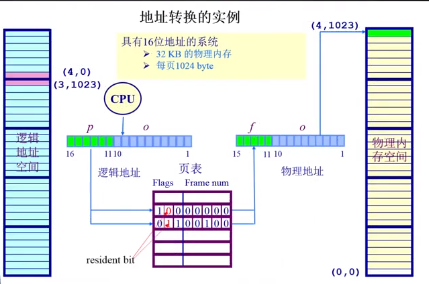 地址转换的实例
具有16位地址的系统
32 KB 的物理内存
每页1024 byte
(4,1023)
(4,0)
(3,1023)
CPU
p o
f o
16 11 10 1
15 11 10 1
逻辑地址空间
逻辑地址
页表
物理地址
物理内存空间
Flags Frame num
1 0 0 0 0 0 0 0
0 1 1 0 0 1 0 0
resident bit
(0,0)